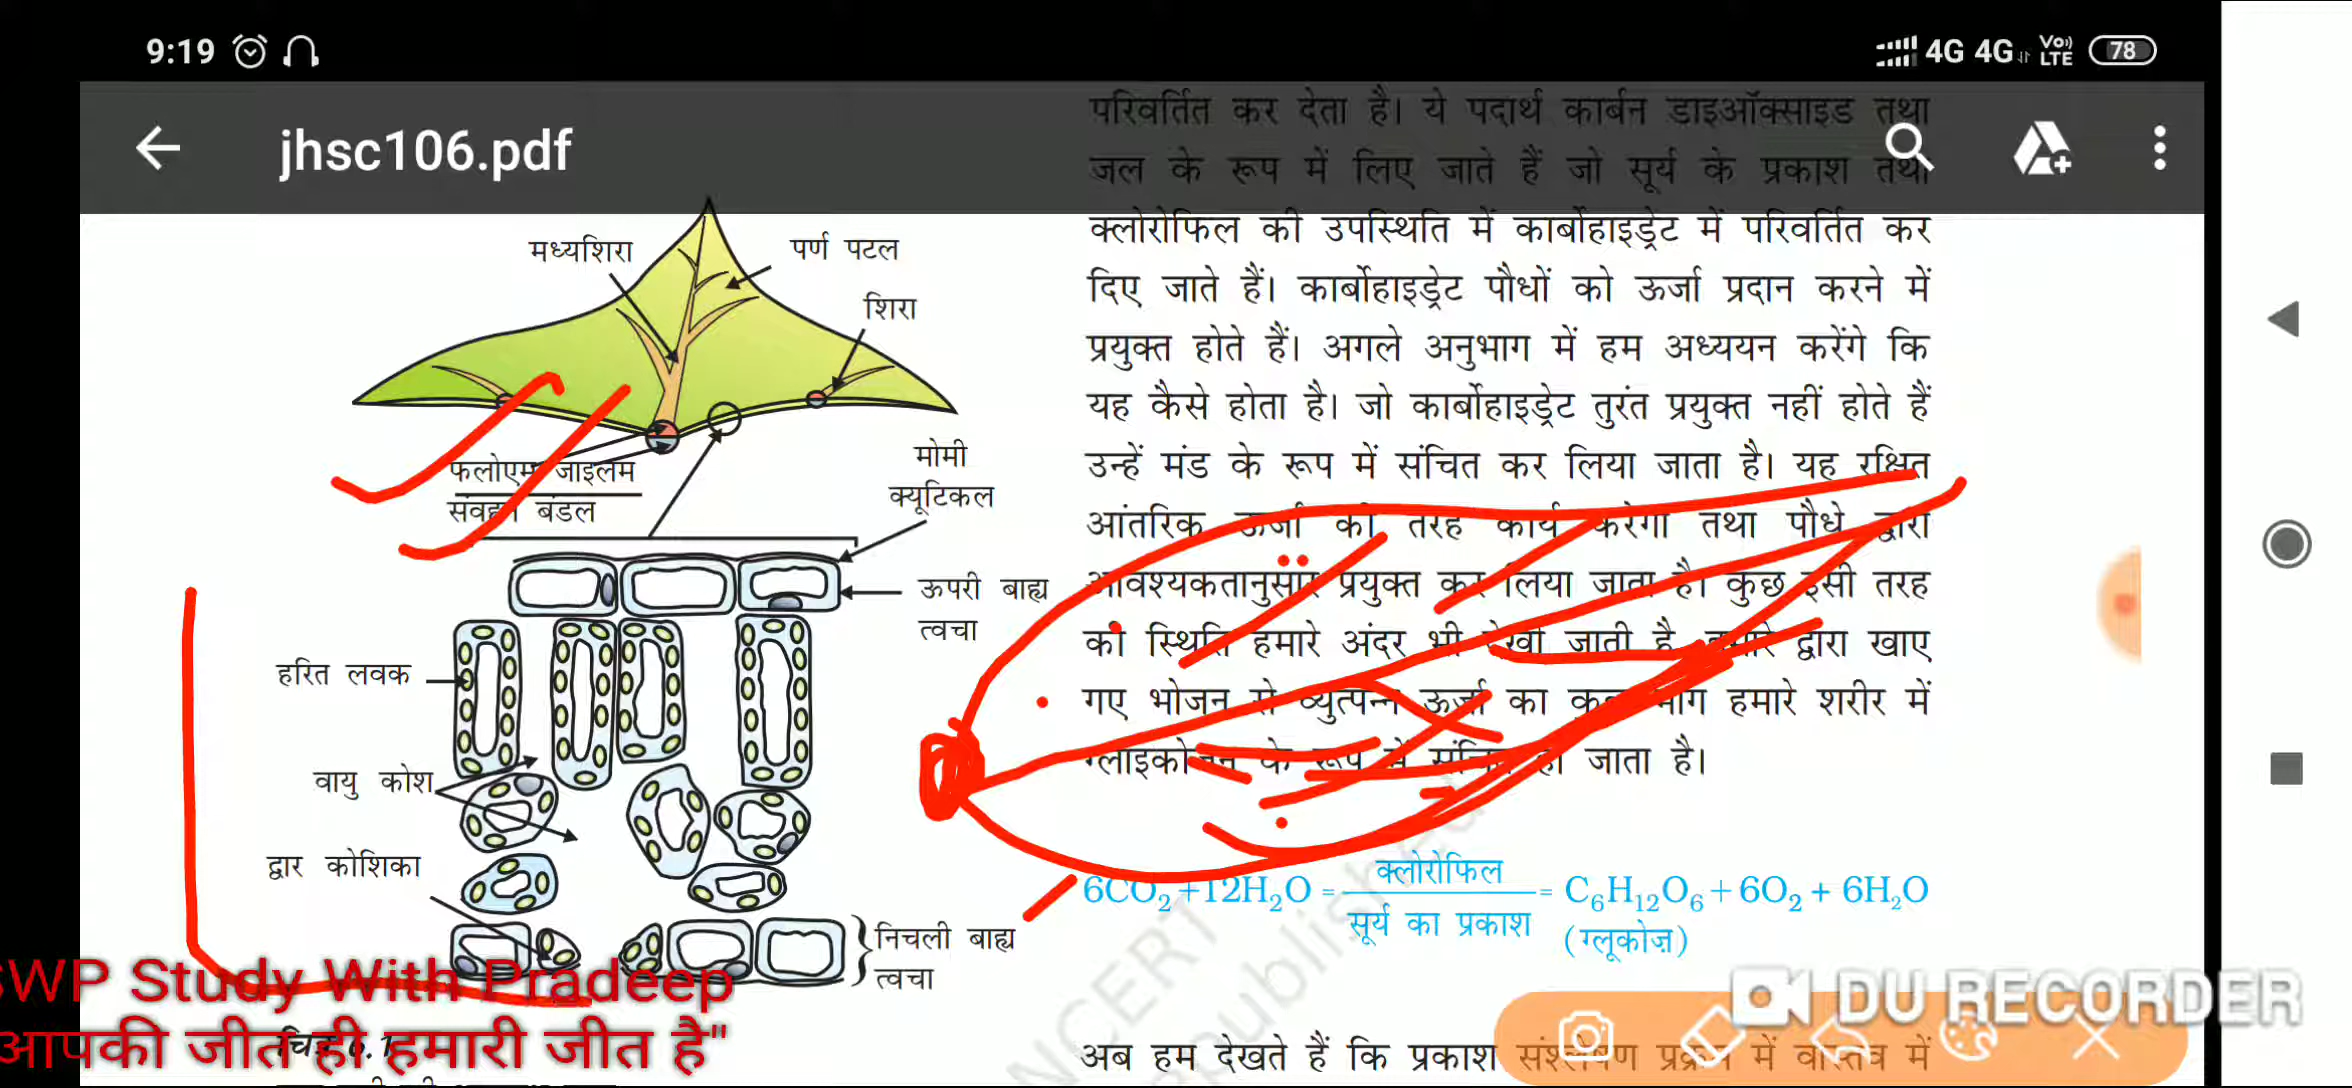 9:19
4G 4G VoLTE 78
jhsc106.pdf
परिवर्तित कर देता है। ये पदार्थ कार्बन डाइऑक्साइड तथा
जल के रूप में लिए जाते हैं जो सूर्य के प्रकाश तथा
क्लोरोफिल की उपस्थिति में कार्बोहाइड्रेट में परिवर्तित कर
दिए जाते हैं। कार्बोहाइड्रेट पौधों को ऊर्जा प्रदान करने में
प्रयुक्त होते हैं। अगले अनुभाग में हम अध्ययन करेंगे कि
यह कैसे होता है। जो कार्बोहाइड्रेट तुरंत प्रयुक्त नहीं होते हैं
उन्हें मंड के रूप में संचित कर लिया जाता है। यह रक्षित
आंतरिक ऊर्जा की तरह कार्य करेगा तथा पौधे द्वारा
आवश्यकतानुसार प्रयुक्त कर लिया जाता है। कुछ इसी तरह
की स्थिति हमारे अंदर भी देखी जाती है, हमारे द्वारा खाए
गए भोजन से व्युत्पन्न ऊर्जा का कुछ भाग हमारे शरीर में
ग्लाइकोजन के रूप में संचित हो जाता है।
6CO₂ +12H₂O = क्लोरोफिल / सूर्य का प्रकाश = C₆H₁₂O₆ + 6O₂ + 6H₂O
(ग्लूकोज़)
अब हम देखते हैं कि प्रकाश संश्लेषण प्रक्रम में वास्तव में
मध्यशिरा
पर्ण पटल
शिरा
फ्लोएम जाइलम
संवहन बंडल
मोमी
क्यूटिकल
ऊपरी बाह्य
त्वचा
हरित लवक
वायु कोश
द्वार कोशिका
निचली बाह्य
त्वचा
चित्र 6.1
SWP Study With Pradeep
आपकी जीत ही हमारी जीत है"
NCERT
republished
DU RECORDER